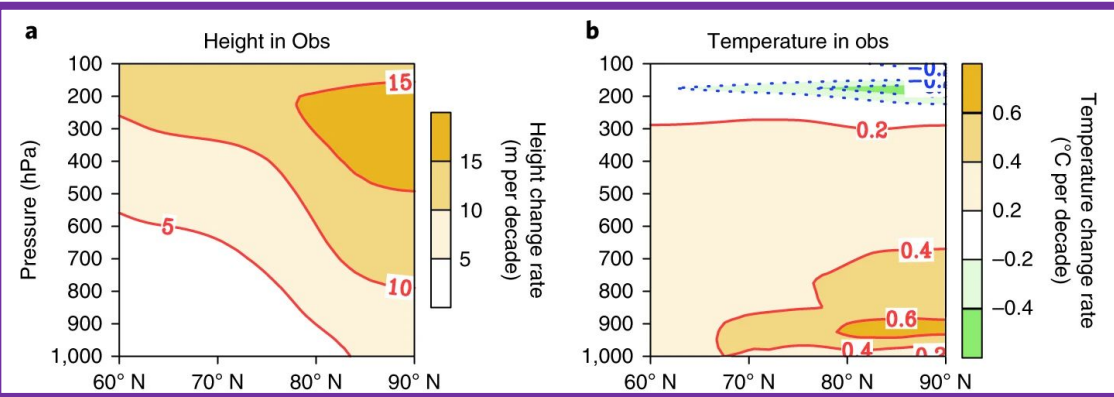 a
Height in Obs
100
200
300
400
500
600
700
800
900
1,000
Pressure (hPa)
60° N
70° N
80° N
90° N
15
10
5
15
10
5
Height change rate
(m per decade)
b
Temperature in obs
100
200
300
400
500
600
700
800
900
1,000
60° N
70° N
80° N
90° N
0.2
0.4
0.6
0.4
0.6
0.4
0.2
−0.2
−0.4
Temperature change rate
(°C per decade)